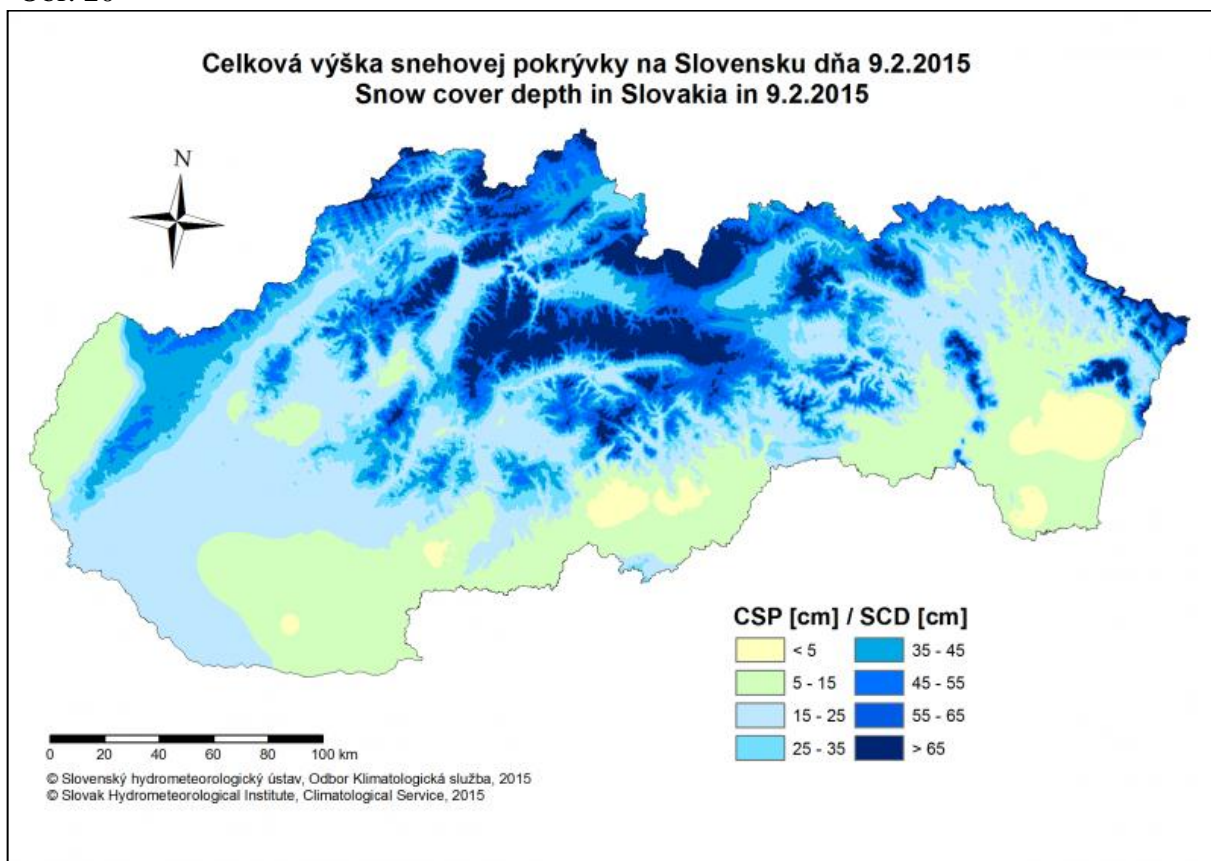 Celková výška snehovej pokrývky na Slovensku dňa 9.2.2015
Snow cover depth in Slovakia in 9.2.2015
N
CSP [cm] / SCD [cm]
< 5
35 - 45
5 - 15
45 - 55
15 - 25
55 - 65
25 - 35
> 65
0 20 40 60 80 100 km
© Slovenský hydrometeorologický ústav, Odbor Klimatologická služba, 2015
© Slovak Hydrometeorological Institute, Climatological Service, 2015